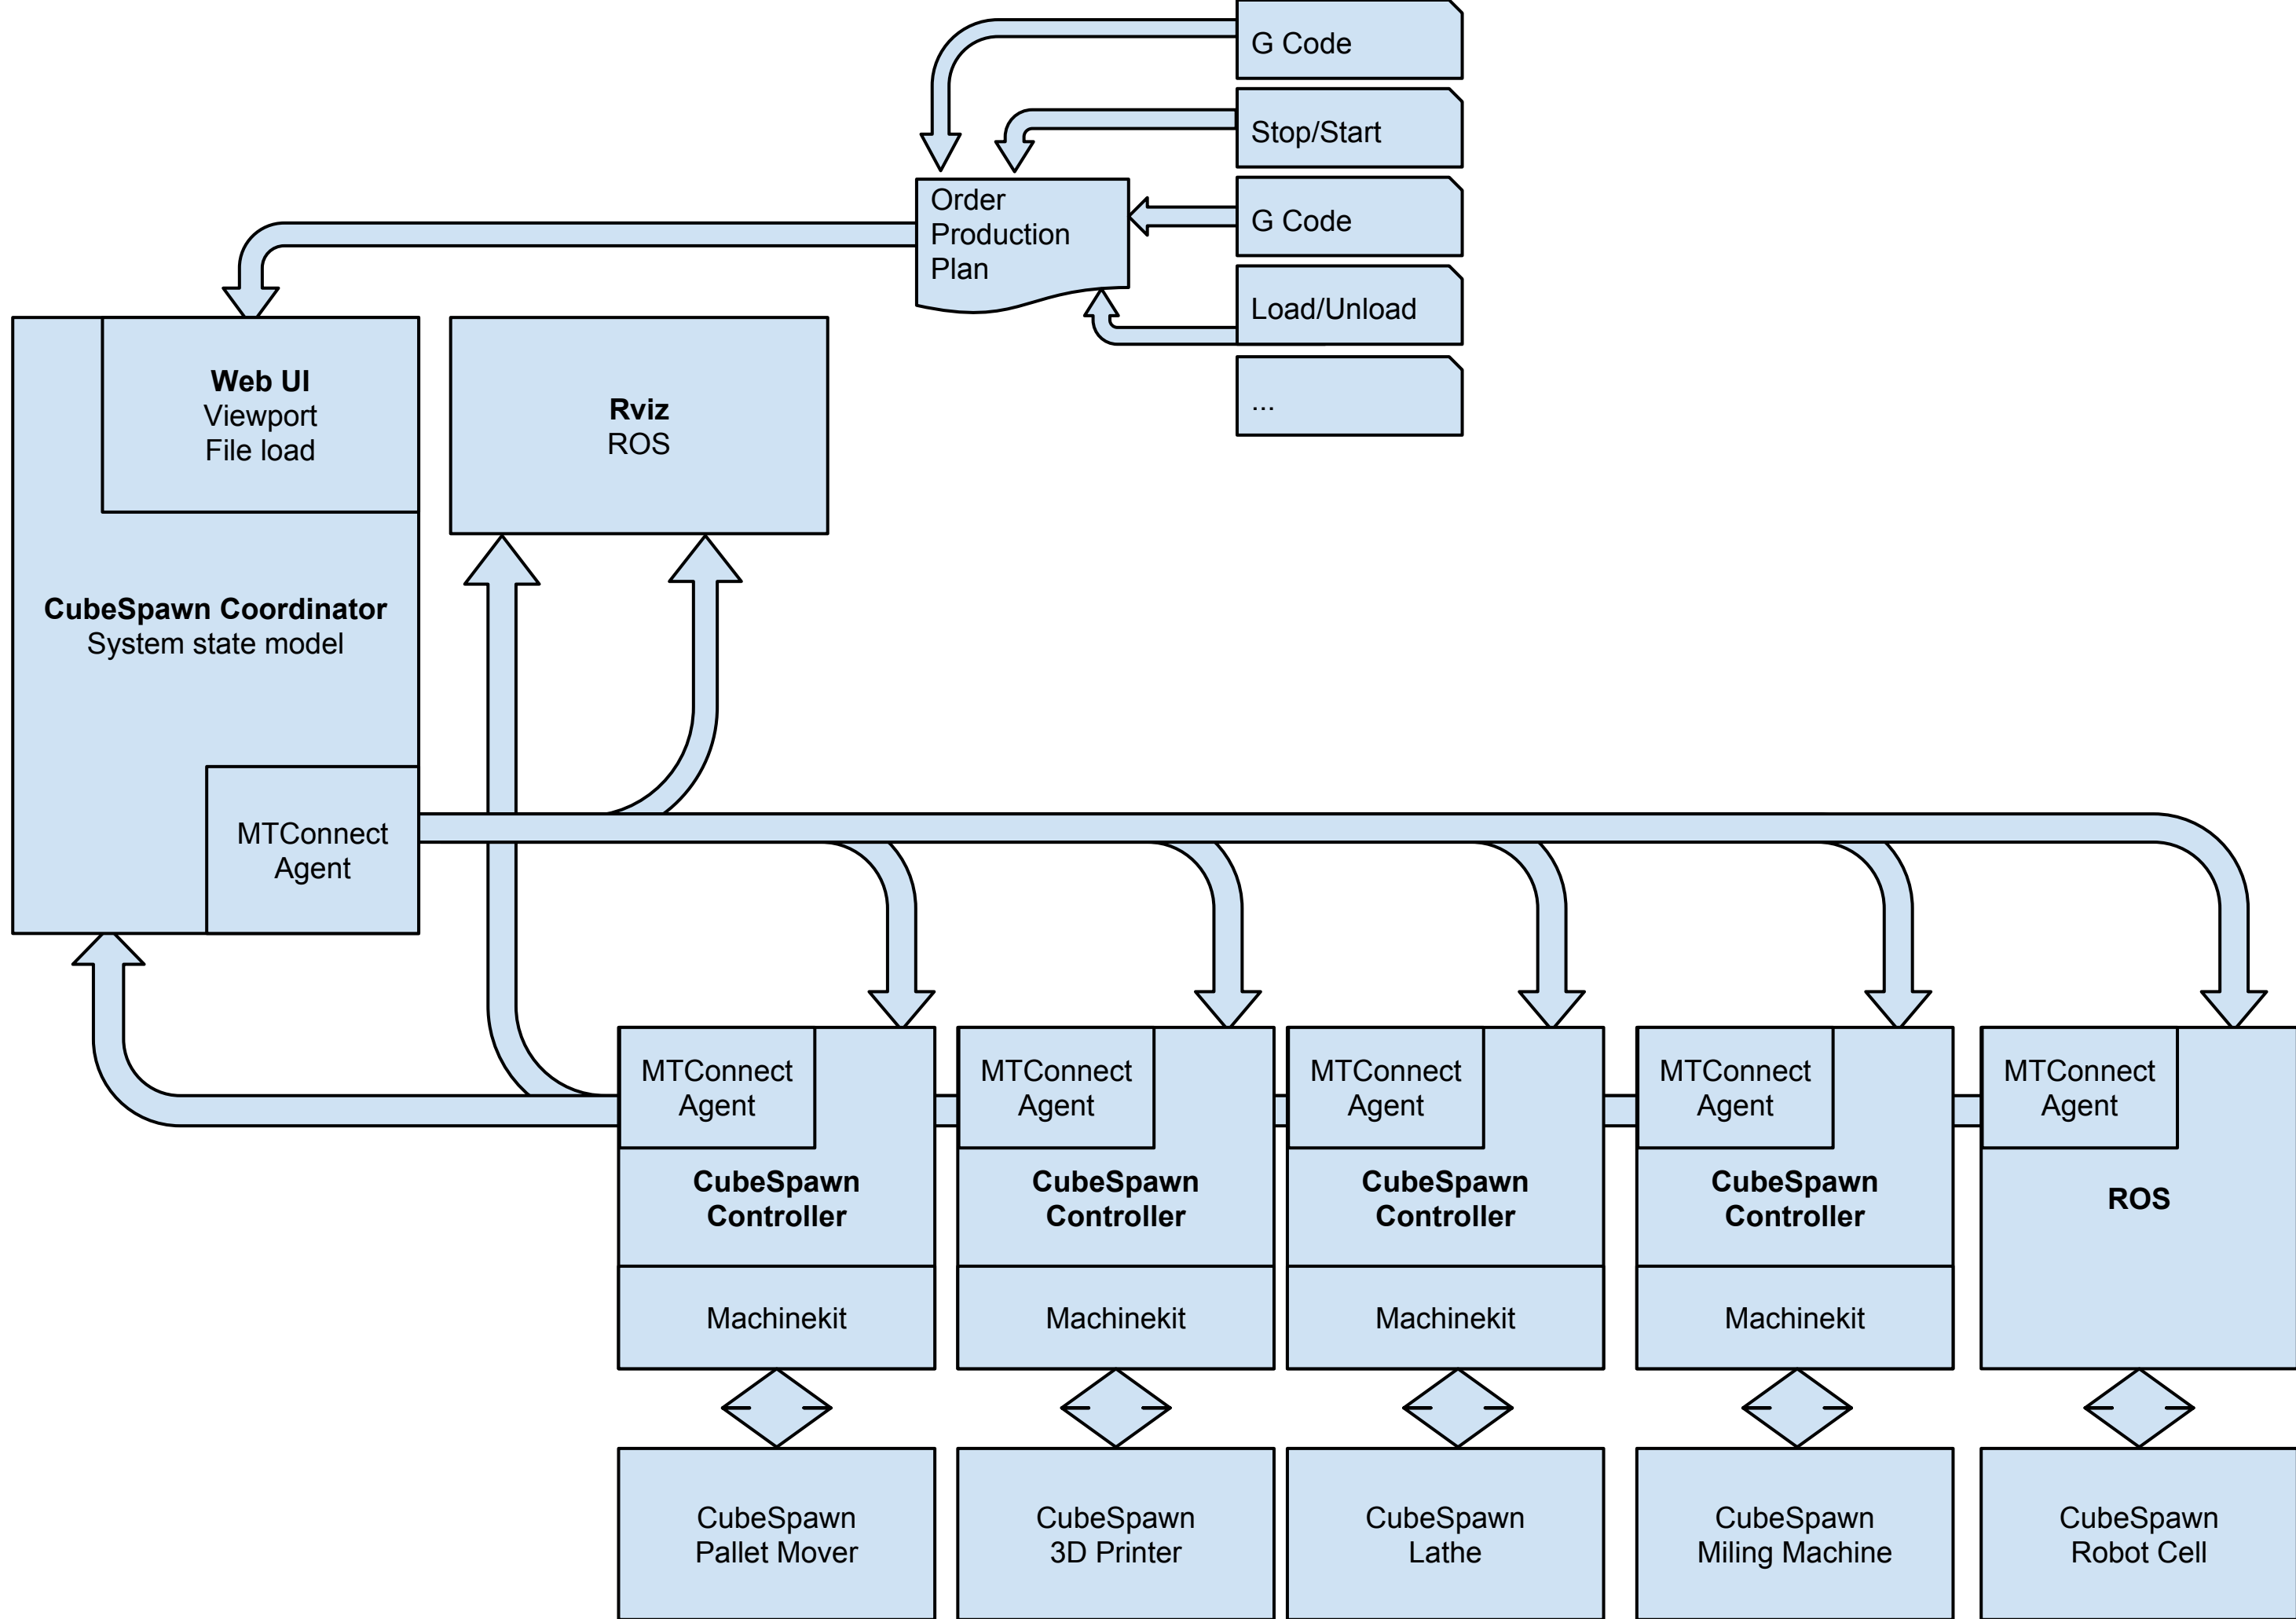 G Code
Stop/Start
G Code
Load/Unload
...
Order
Production
Plan
Web UI
Viewport
File load
Rviz
ROS
CubeSpawn Coordinator
System state model
MTConnect
Agent
MTConnect
Agent
CubeSpawn
Controller
Machinekit
CubeSpawn
Pallet Mover
MTConnect
Agent
CubeSpawn
Controller
Machinekit
CubeSpawn
3D Printer
MTConnect
Agent
CubeSpawn
Controller
Machinekit
CubeSpawn
Lathe
MTConnect
Agent
CubeSpawn
Controller
Machinekit
CubeSpawn
Miling Machine
MTConnect
Agent
ROS
CubeSpawn
Robot Cell